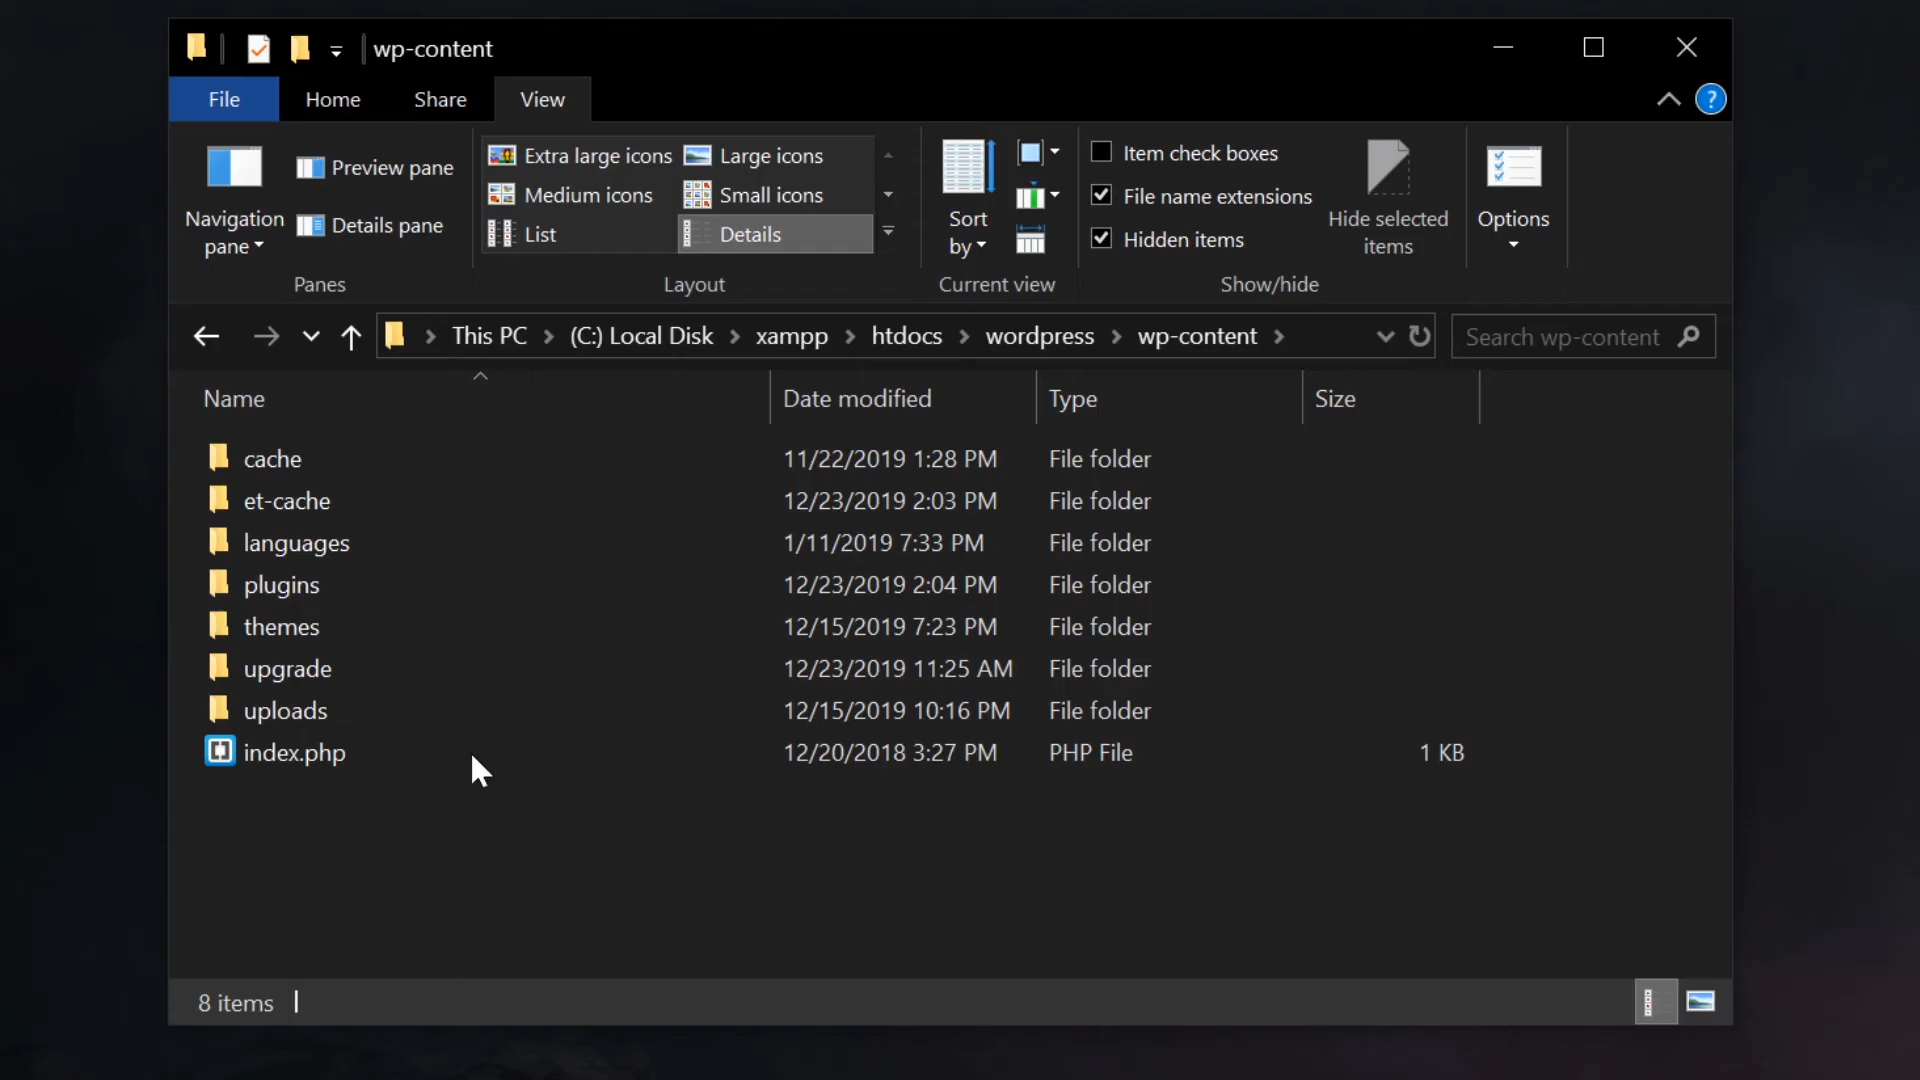 wp-content
File Home Share View ?
Navigation pane
Preview pane
Details pane
Panes
Extra large icons Large icons
Medium icons Small icons
List Details
Layout
Sort by
Current view
Item check boxes
File name extensions
Hidden items
Hide selected items
Show/hide
Options
This PC (C:) Local Disk xampp htdocs wordpress wp-content Search wp-content
Name Date modified Type Size
cache 11/22/2019 1:28 PM File folder
et-cache 12/23/2019 2:03 PM File folder
languages 1/11/2019 7:33 PM File folder
plugins 12/23/2019 2:04 PM File folder
themes 12/15/2019 7:23 PM File folder
upgrade 12/23/2019 11:25 AM File folder
uploads 12/15/2019 10:16 PM File folder
index.php 12/20/2018 3:27 PM PHP File 1 KB
8 items